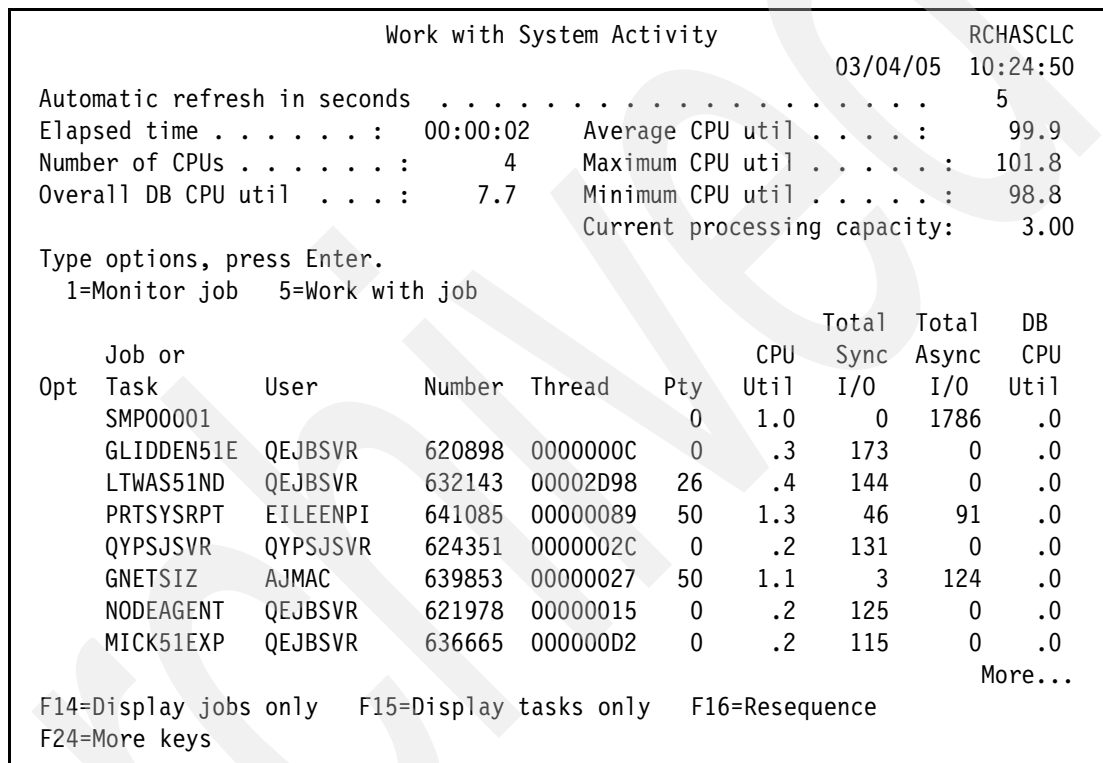 Work with System Activity RCHASCLC
03/04/05 10:24:50
Automatic refresh in seconds . . . . . . . . . . . . . . . . . . . 5
Elapsed time . . . . . . : 00:00:02 Average CPU util . . . . : 99.9
Number of CPUs . . . . . . : 4 Maximum CPU util . . . . . : 101.8
Overall DB CPU util . . . : 7.7 Minimum CPU util . . . . . : 98.8
Current processing capacity: 3.00
Type options, press Enter.
1=Monitor job 5=Work with job
Total Total DB
Job or CPU Sync Async CPU
Opt Task User Number Thread Pty Util I/O I/O Util
SMPO0001 0 1.0 0 1786 .0
GLIDDEN51E QEJBSVR 620898 0000000C 0 .3 173 0 .0
LTWAS51ND QEJBSVR 632143 00002D98 26 .4 144 0 .0
PRTSYSRPT EILEENPI 641085 00000089 50 1.3 46 91 .0
QYPSJSVR QYPSJSVR 624351 0000002C 0 .2 131 0 .0
GNETSIZ AJMAC 639853 00000027 50 1.1 3 124 .0
NODEAGENT QEJBSVR 621978 00000015 0 .2 125 0 .0
MICK51EXP QEJBSVR 636665 000000D2 0 .2 115 0 .0
More...
F14=Display jobs only F15=Display tasks only F16=Resequence
F24=More keys